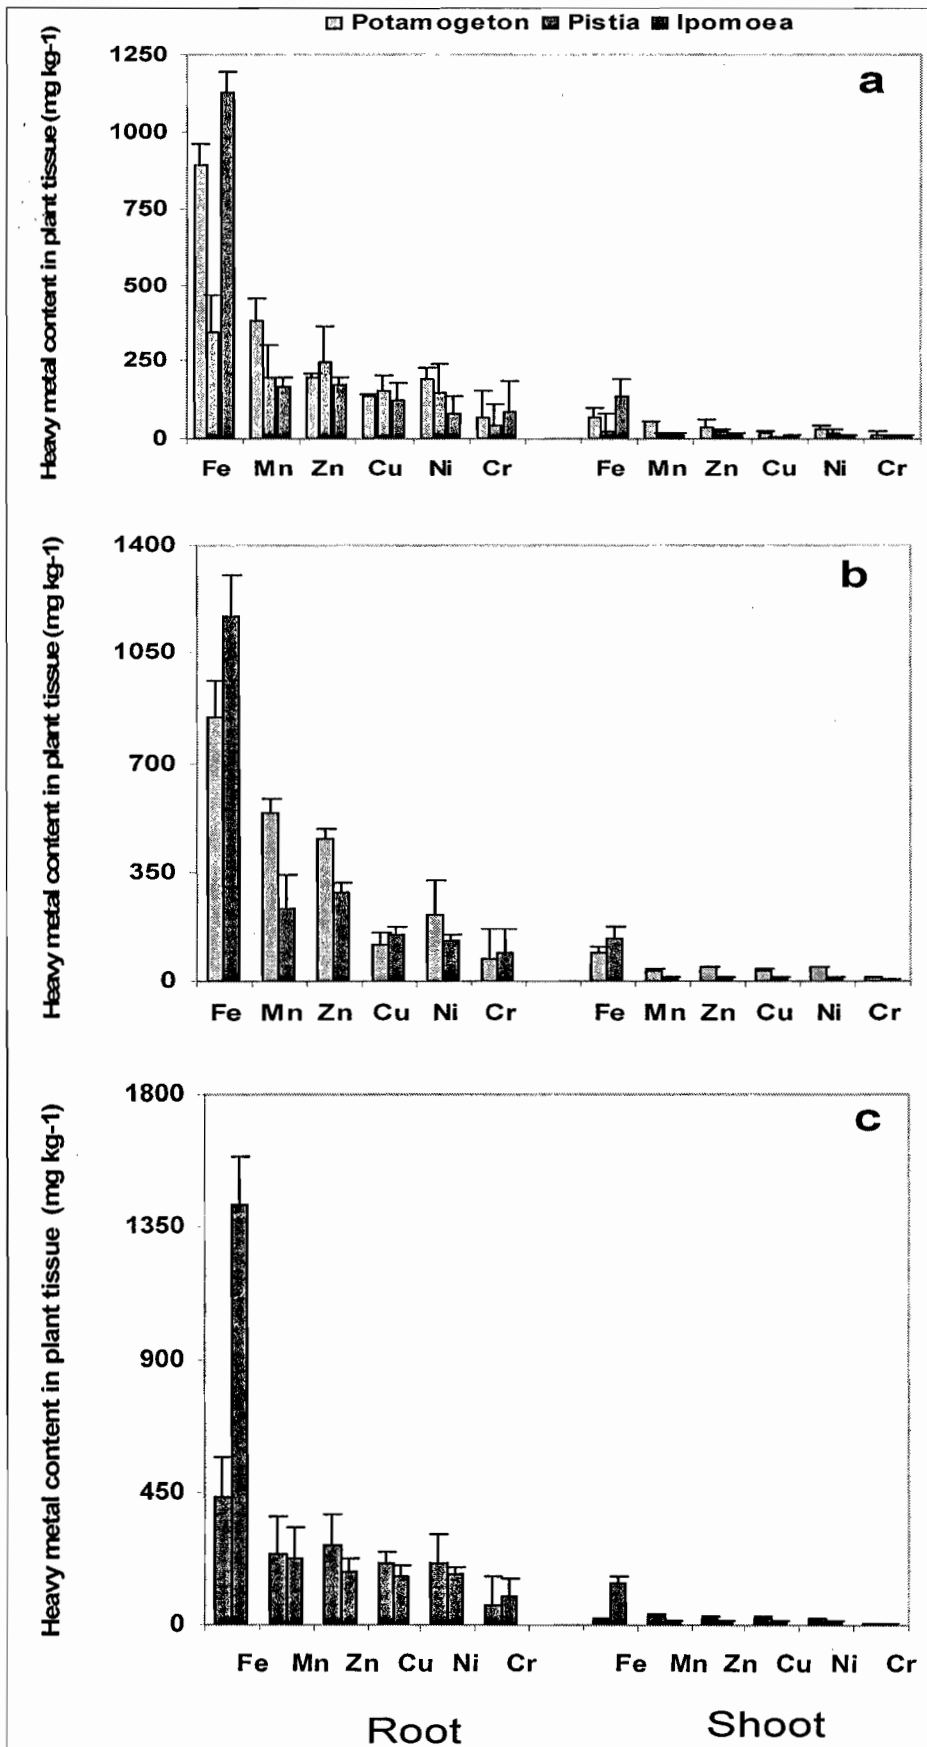 Potamogeton Pistia Ipomoea
a
Heavy metal content in plant tissue (mg kg-1)
1250
1000
750
500
250
0
Fe Mn Zn Cu Ni Cr Fe Mn Zn Cu Ni Cr
b
Heavy metal content in plant tissue (mg kg-1)
1400
1050
700
350
0
Fe Mn Zn Cu Ni Cr Fe Mn Zn Cu Ni Cr
c
Heavy metal content in plant tissue (mg kg-1)
1800
1350
900
450
0
Fe Mn Zn Cu Ni Cr Fe Mn Zn Cu Ni Cr
Root Shoot